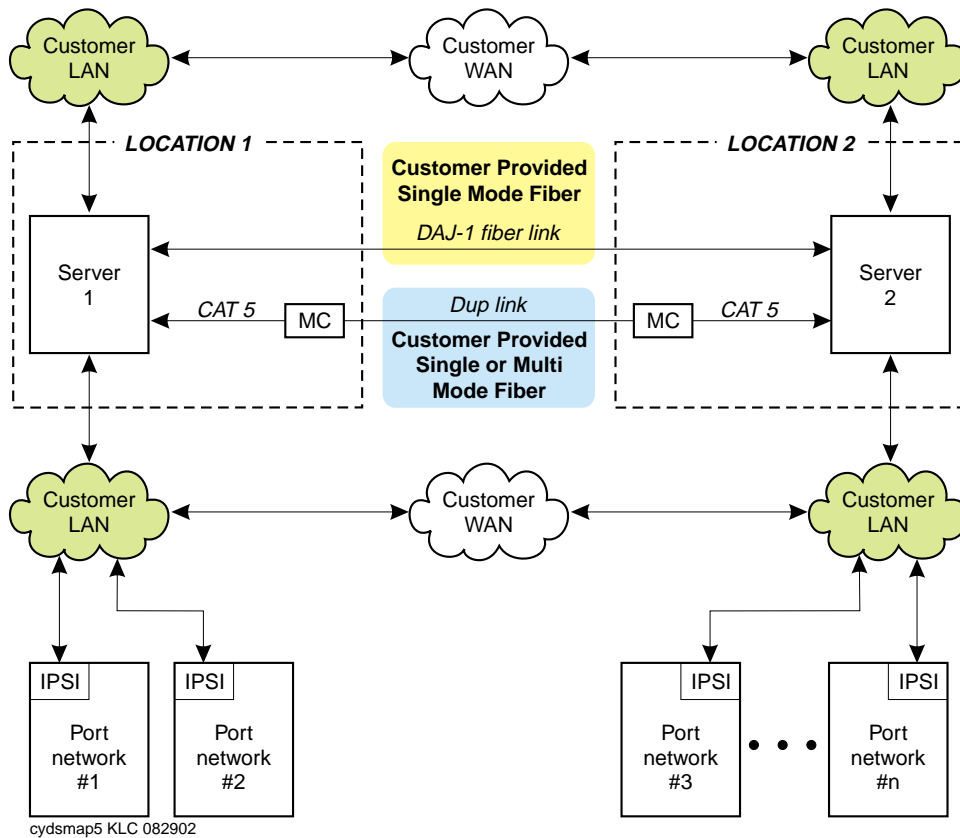 Customer
LAN
Customer
WAN
Customer
LAN
LOCATION 1
LOCATION 2
Customer Provided
Single Mode Fiber
DAJ-1 fiber link
Server
1
Server
2
CAT 5
MC
Dup link
MC
CAT 5
Customer Provided
Single or Multi
Mode Fiber
Customer
LAN
Customer
WAN
Customer
LAN
IPSI
Port
network
#1
IPSI
Port
network
#2
IPSI
Port
network
#3
IPSI
Port
network
#n
cydsmap5 KLC 082902